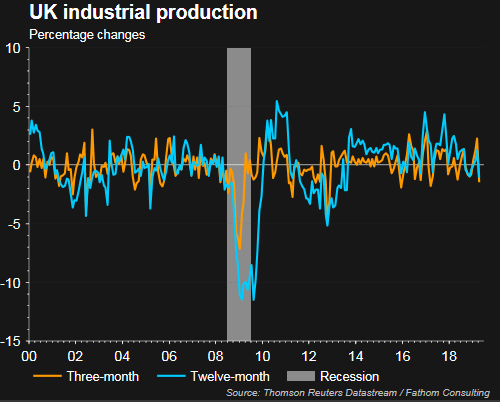 UK industrial production
Percentage changes
10
5
0
-5
-10
-15
00 02 04 06 08 10 12 14 16 18
Three-month Twelve-month Recession
Source: Thomson Reuters Datastream / Fathom Consulting